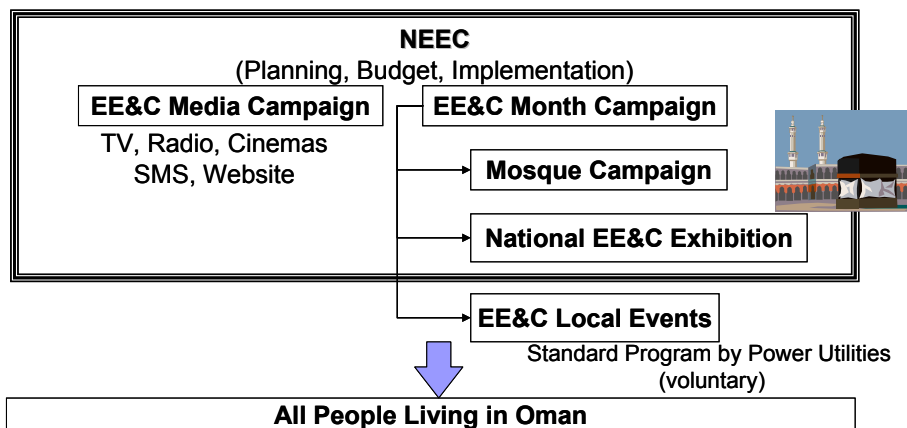 NEEC
(Planning, Budget, Implementation)
EE&C Media Campaign
TV, Radio, Cinemas
SMS, Website
EE&C Month Campaign
Mosque Campaign
National EE&C Exhibition
EE&C Local Events
Standard Program by Power Utilities
(voluntary)
All People Living in Oman